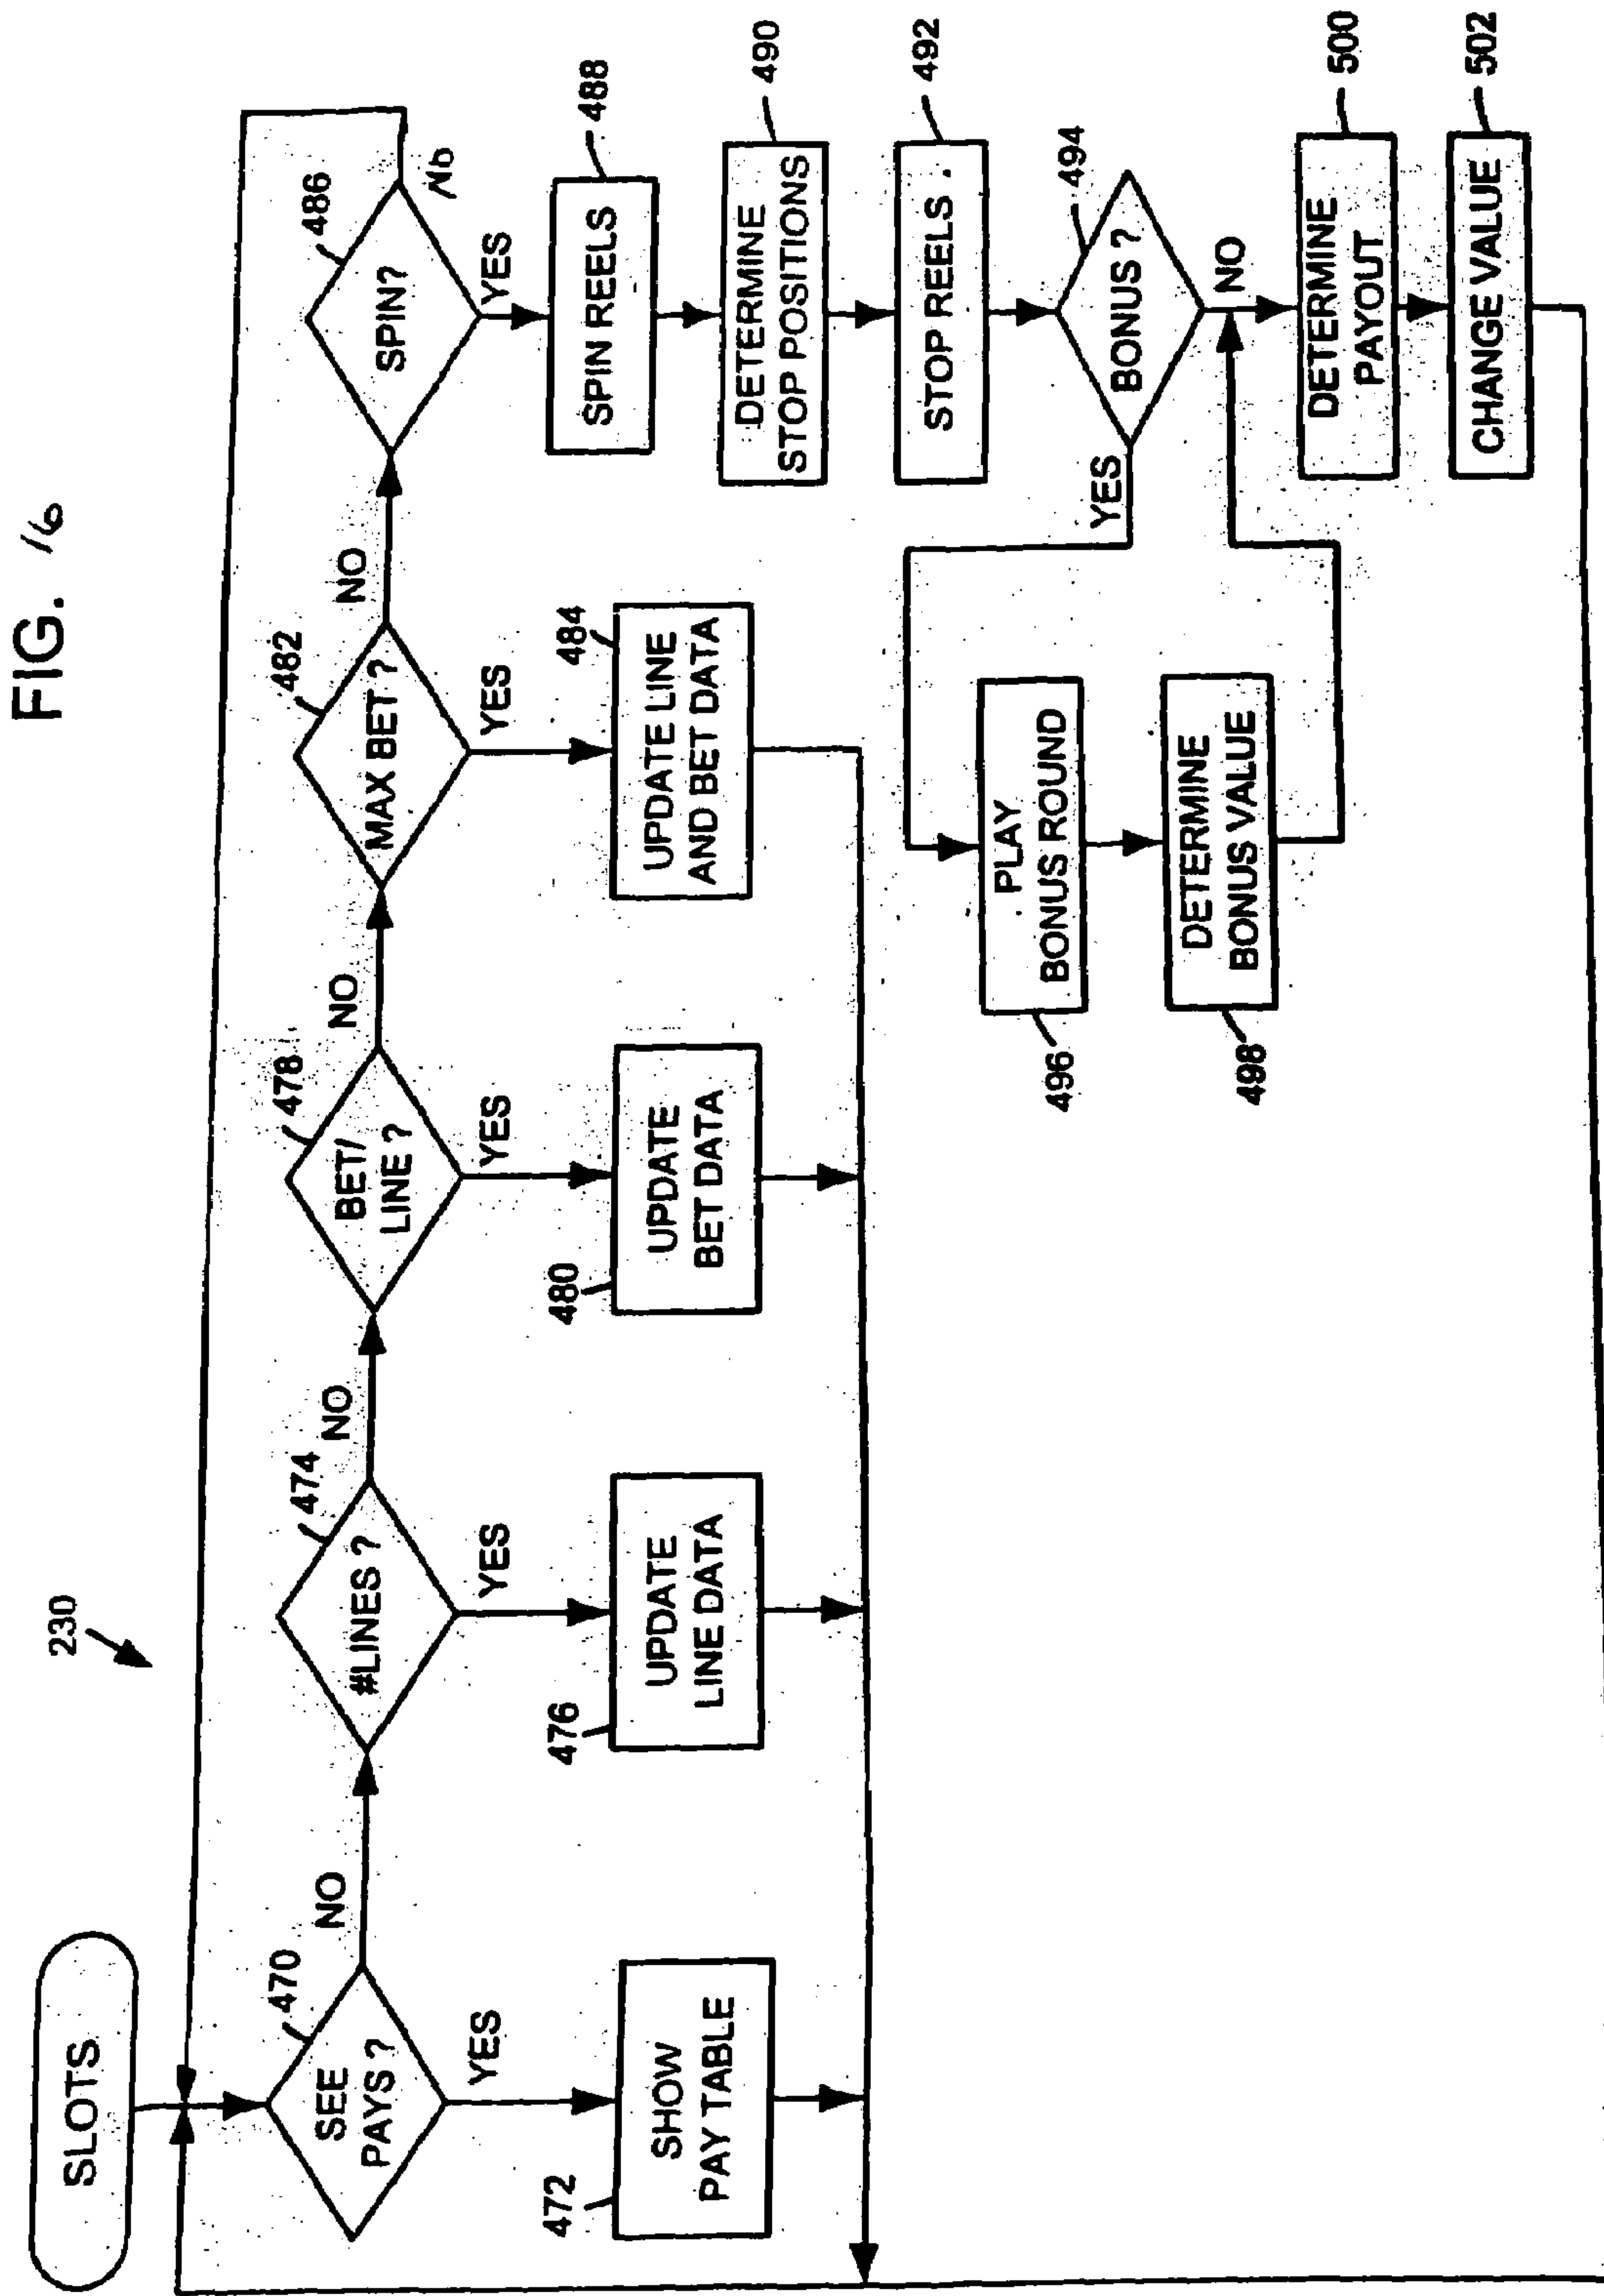 FIG. 16
230
SLOTS
470
SEE
PAYS ?
NO
YES
472
SHOW
PAY TABLE
474
#LINES ?
NO
YES
476
UPDATE
LINE DATA
478
BET/
LINE ?
NO
YES
480
UPDATE
BET DATA
482
MAX BET ?
NO
YES
484
UPDATE LINE
AND BET DATA
486
SPIN?
No
YES
488
SPIN REELS
490
DETERMINE
STOP POSITIONS
492
STOP REELS
494
BONUS ?
YES
NO
496
PLAY
BONUS ROUND
498
DETERMINE
BONUS VALUE
500
DETERMINE
PAYOUT
502
CHANGE VALUE